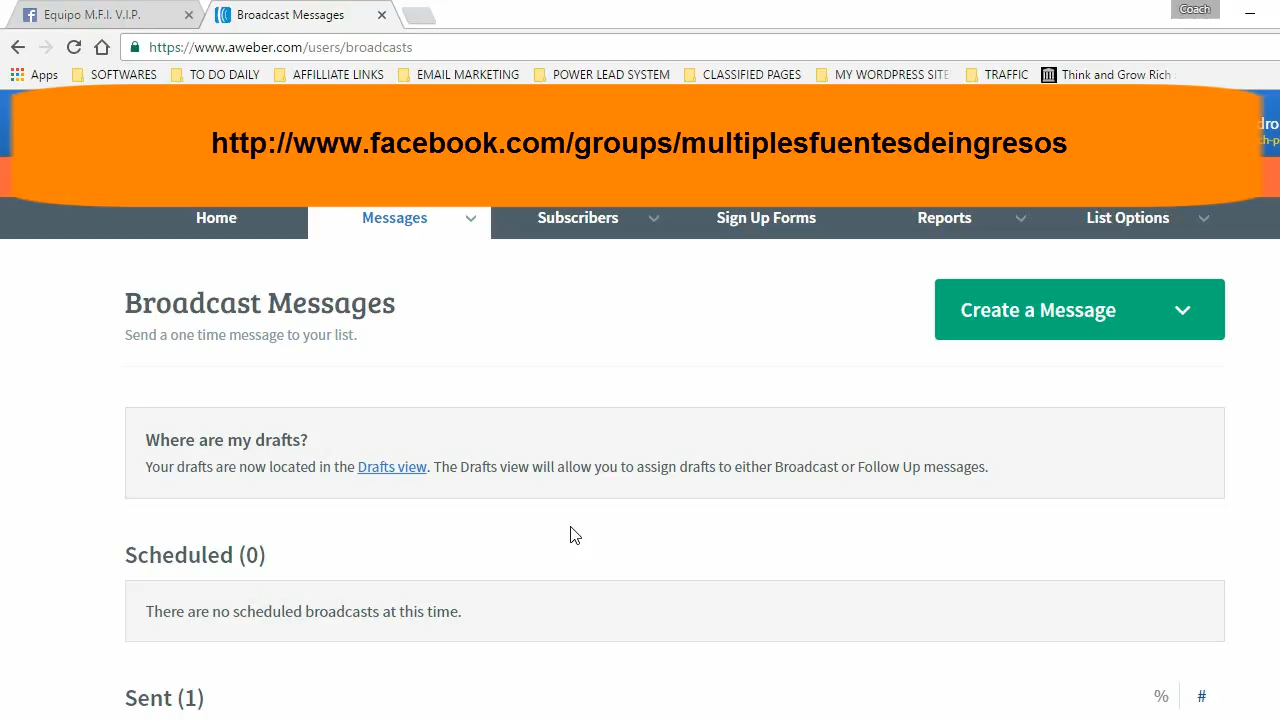 Equipo M.F.I. V.I.P.
Broadcast Messages
Coach
https://www.aweber.com/users/broadcasts
Apps SOFTWARES TO DO DAILY AFFILLIATE LINKS EMAIL MARKETING POWER LEAD SYSTEM CLASSIFIED PAGES MY WORDPRESS SITE TRAFFIC Think and Grow Rich
http://www.facebook.com/groups/multiplesfuentesdeingresos
Home Messages Subscribers Sign Up Forms Reports List Options
Broadcast Messages
Create a Message
Send a one time message to your list.
Where are my drafts?
Your drafts are now located in the Drafts view. The Drafts view will allow you to assign drafts to either Broadcast or Follow Up messages.
Scheduled (0)
There are no scheduled broadcasts at this time.
Sent (1)
% #